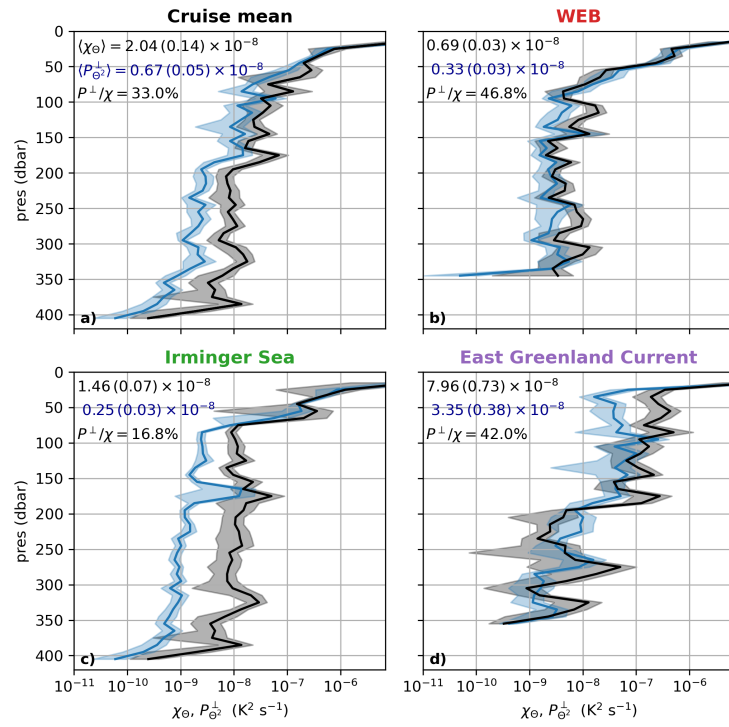 Cruise mean
⟨χ_Θ⟩ = 2.04 (0.14) × 10⁻⁸
⟨P^⊥_Θ²⟩ = 0.67 (0.05) × 10⁻⁸
P^⊥/χ = 33.0%
0
50
100
150
200
250
300
350
400
pres (dbar)
a)
WEB
0.69 (0.03) × 10⁻⁸
0.33 (0.03) × 10⁻⁸
P^⊥/χ = 46.8%
b)
Irminger Sea
1.46 (0.07) × 10⁻⁸
0.25 (0.03) × 10⁻⁸
P^⊥/χ = 16.8%
0
50
100
150
200
250
300
350
400
pres (dbar)
c)
10⁻¹¹ 10⁻¹⁰ 10⁻⁹ 10⁻⁸ 10⁻⁷ 10⁻⁶
χ_Θ, P^⊥_Θ² (K² s⁻¹)
East Greenland Current
7.96 (0.73) × 10⁻⁸
3.35 (0.38) × 10⁻⁸
P^⊥/χ = 42.0%
d)
10⁻¹¹ 10⁻¹⁰ 10⁻⁹ 10⁻⁸ 10⁻⁷ 10⁻⁶
χ_Θ, P^⊥_Θ² (K² s⁻¹)